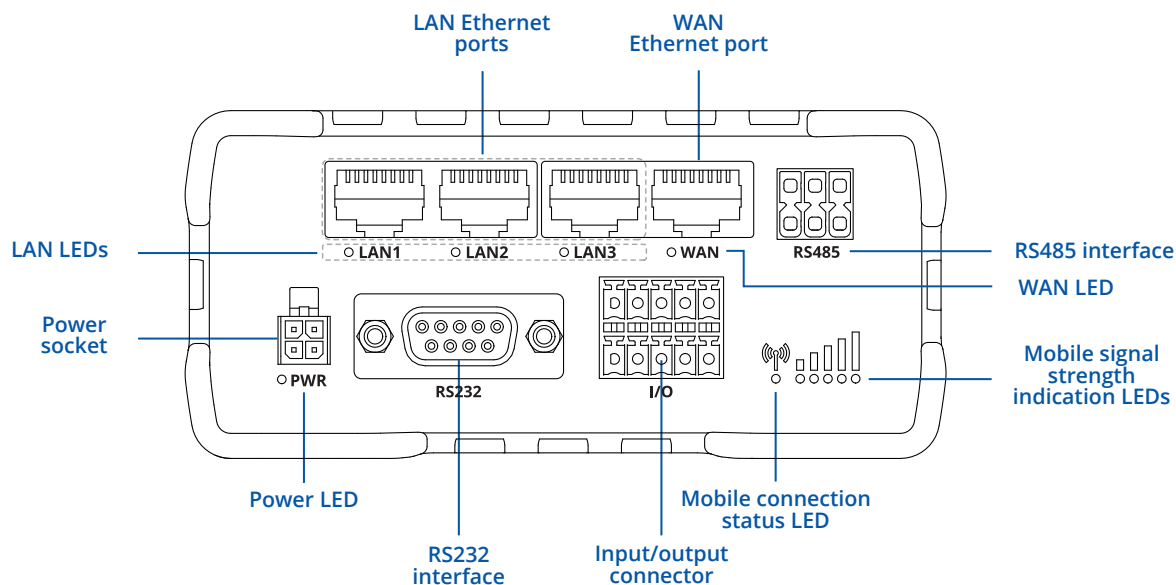 LAN Ethernet
ports
WAN
Ethernet port
LAN LEDs
LAN1
LAN2
LAN3
WAN
RS485
RS485 interface
WAN LED
Power
socket
PWR
RS232
I/O
Mobile signal
strength
indication LEDs
Power LED
RS232
interface
Input/output
connector
Mobile connection
status LED